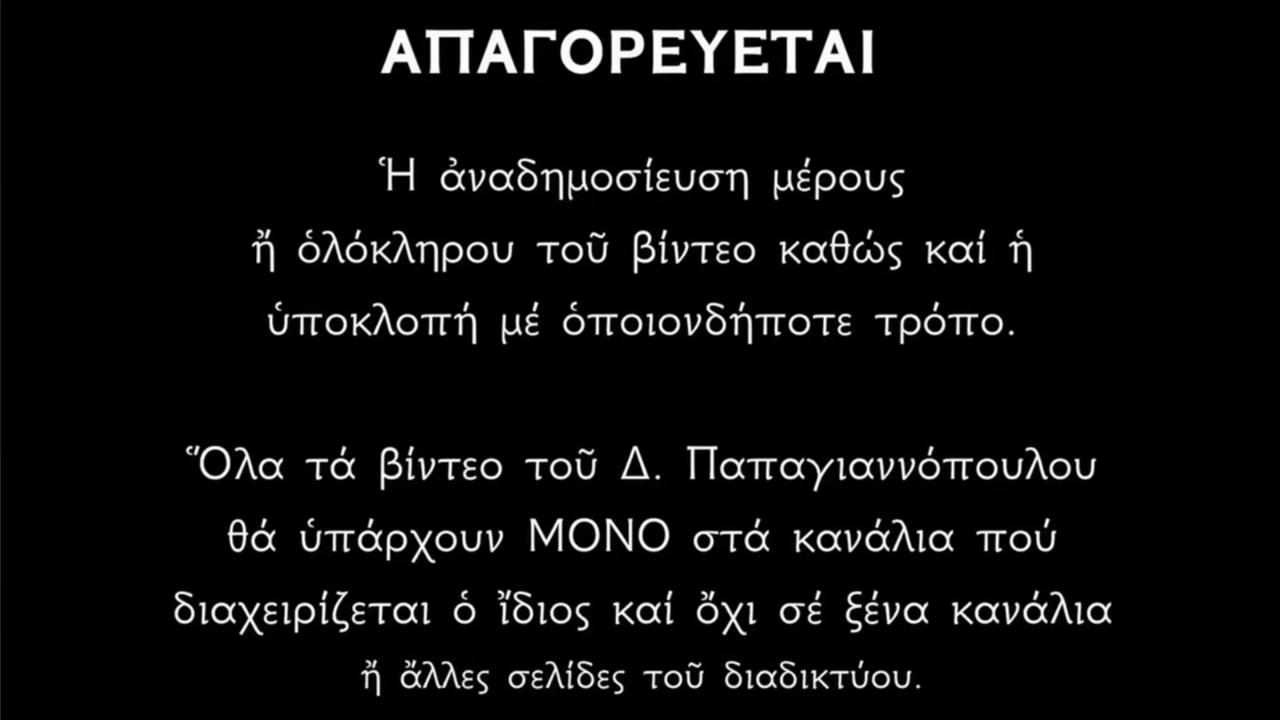 ΑΠΑΓΟΡΕΥΕΤΑΙ
Ἡ ἀναδημοσίευση μέρους
ἤ ὁλόκληρου τοῦ βίντεο καθώς καί ἡ
ὑποκλοπή μέ ὁποιονδήποτε τρόπο.
Ὅλα τά βίντεο τοῦ Δ. Παπαγιαννόπουλου
θά ὑπάρχουν ΜΟΝΟ στά κανάλια πού
διαχειρίζεται ὁ ἴδιος καί ὄχι σέ ξένα κανάλια
ἤ ἄλλες σελίδες τοῦ διαδικτύου.